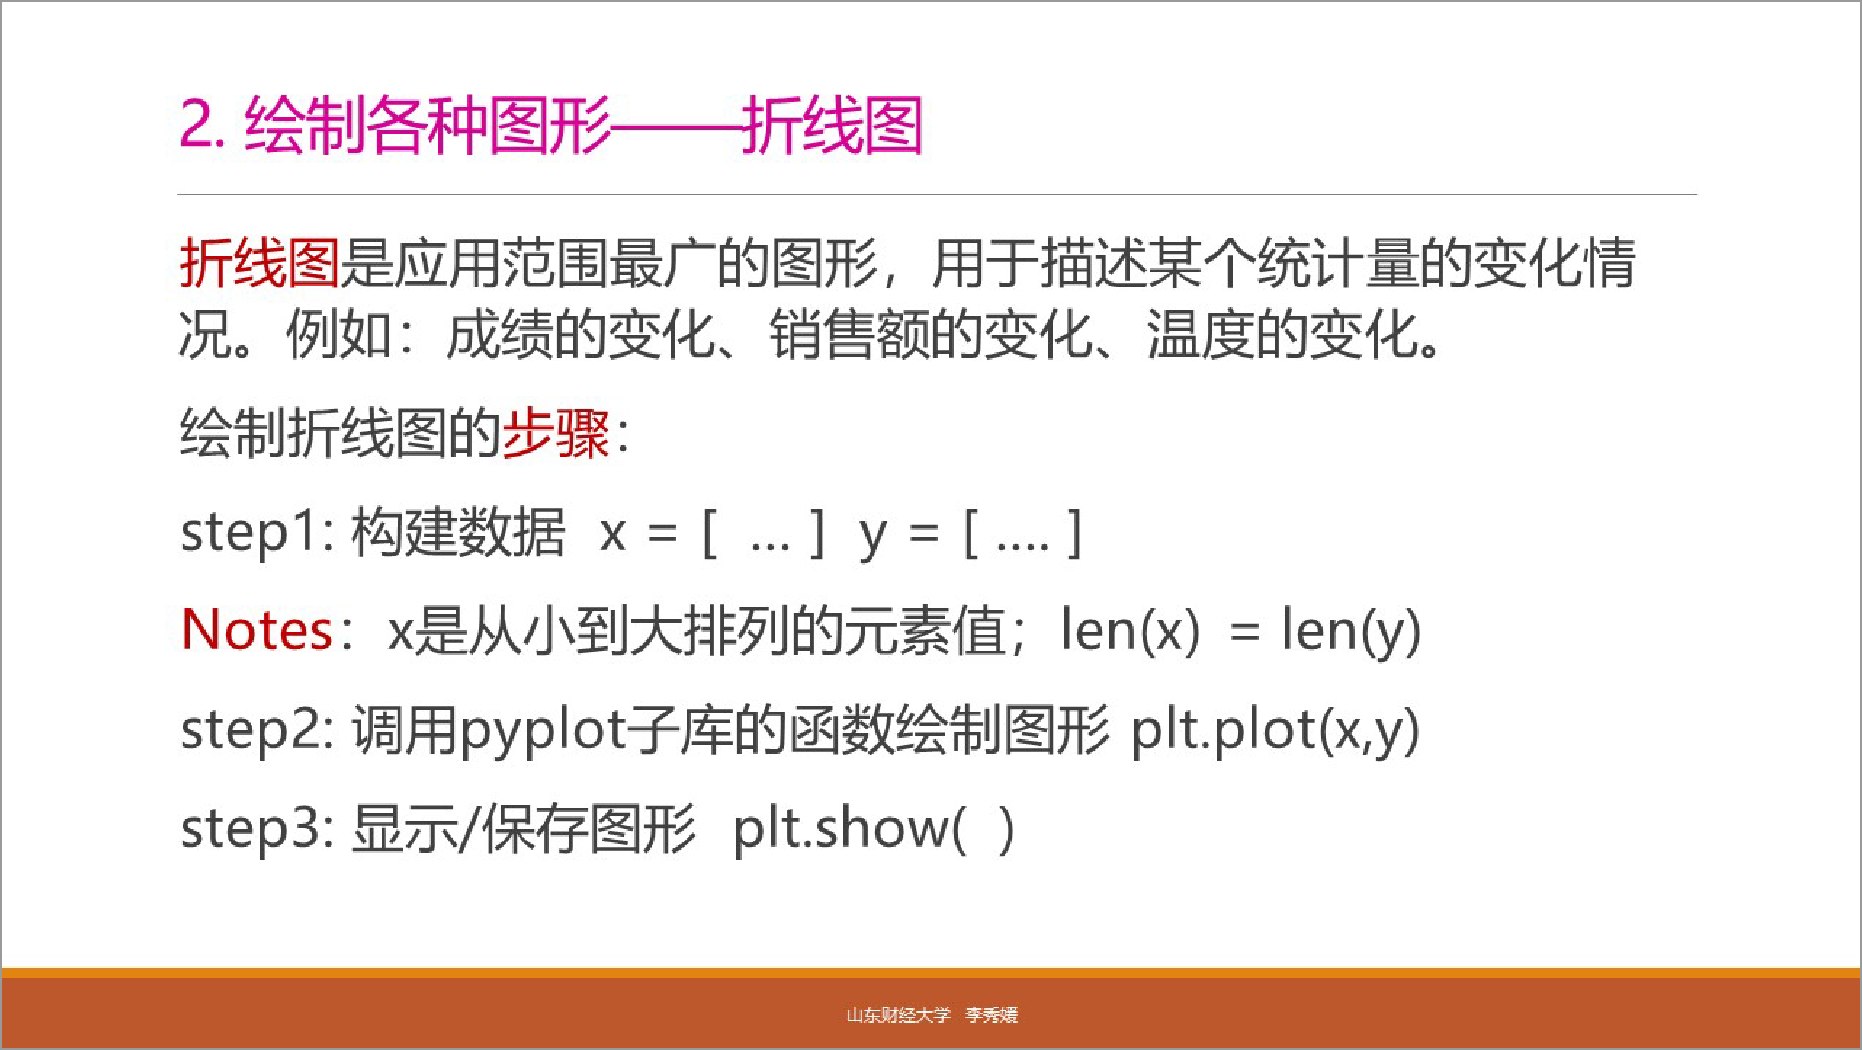 2. 绘制各种图形——折线图
折线图是应用范围最广的图形，用于描述某个统计量的变化情
况。例如：成绩的变化、销售额的变化、温度的变化。
绘制折线图的步骤：
step1: 构建数据  x = [  ... ]  y = [ .... ]
Notes：x是从小到大排列的元素值；len(x)  = len(y)
step2: 调用pyplot子库的函数绘制图形 plt.plot(x,y)
step3: 显示/保存图形  plt.show(  )
山东财经大学  李秀媛